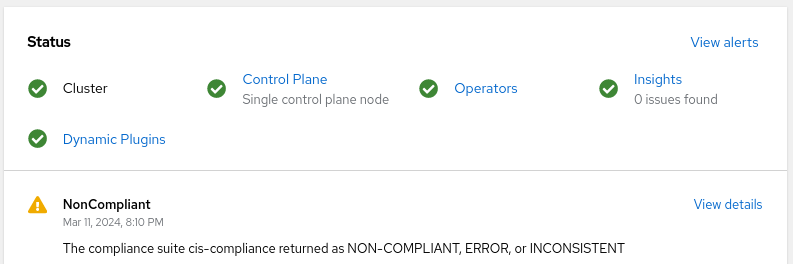 Status
View alerts
Cluster
Control Plane
Single control plane node
Operators
Insights
0 issues found
Dynamic Plugins
NonCompliant
View details
Mar 11, 2024, 8:10 PM
The compliance suite cis-compliance returned as NON-COMPLIANT, ERROR, or INCONSISTENT